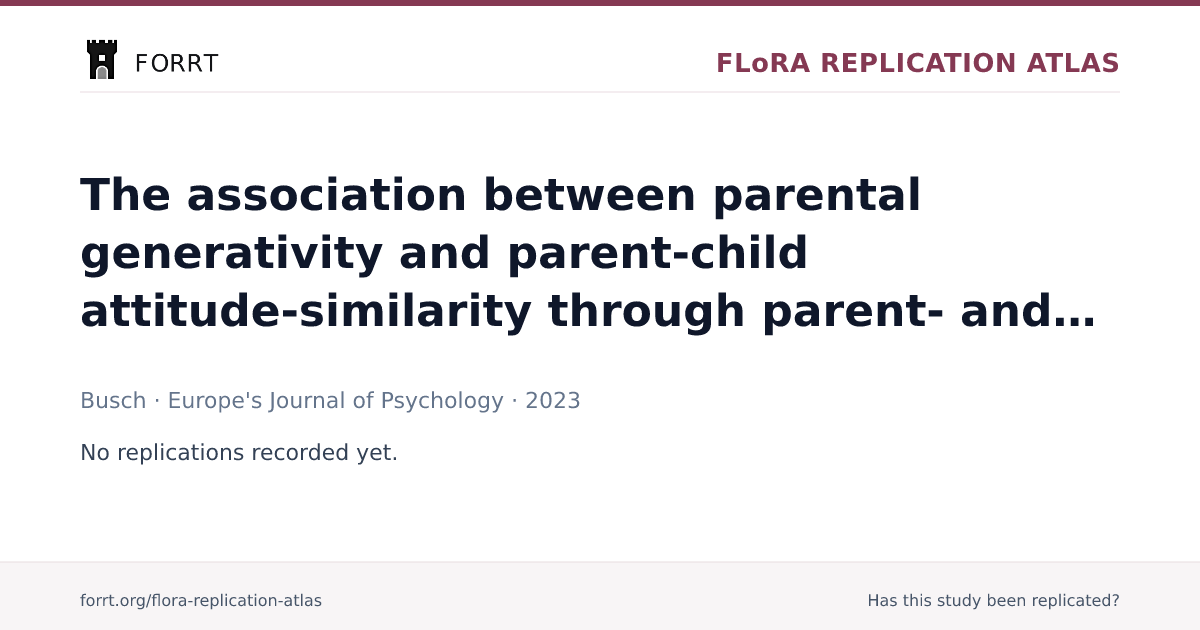 FORRT
FLoRA REPLICATION ATLAS
The association between parental
generativity and parent-child
attitude-similarity through parent- and…
Busch · Europe's Journal of Psychology · 2023
No replications recorded yet.
forrt.org/flora-replication-atlas
Has this study been replicated?